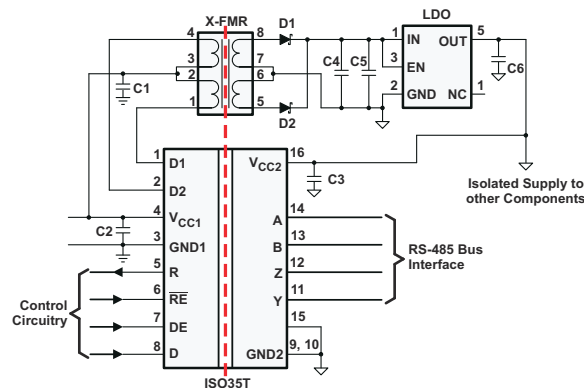 X-FMR
D1
LDO
4
8
1
IN
OUT
5
3
7
C4
C5
3
EN
C6
C1
2
6
2
GND
NC
1
1
5
D2
1
D1
16
VCC2
2
D2
C3
4
VCC1
14
A
Isolated Supply to
other Components
C2
3
GND1
13
B
5
R
12
Z
RS-485 Bus
Interface
Control
Circuitry
6
RE
11
Y
7
DE
15
8
D
9, 10
GND2
ISO35T